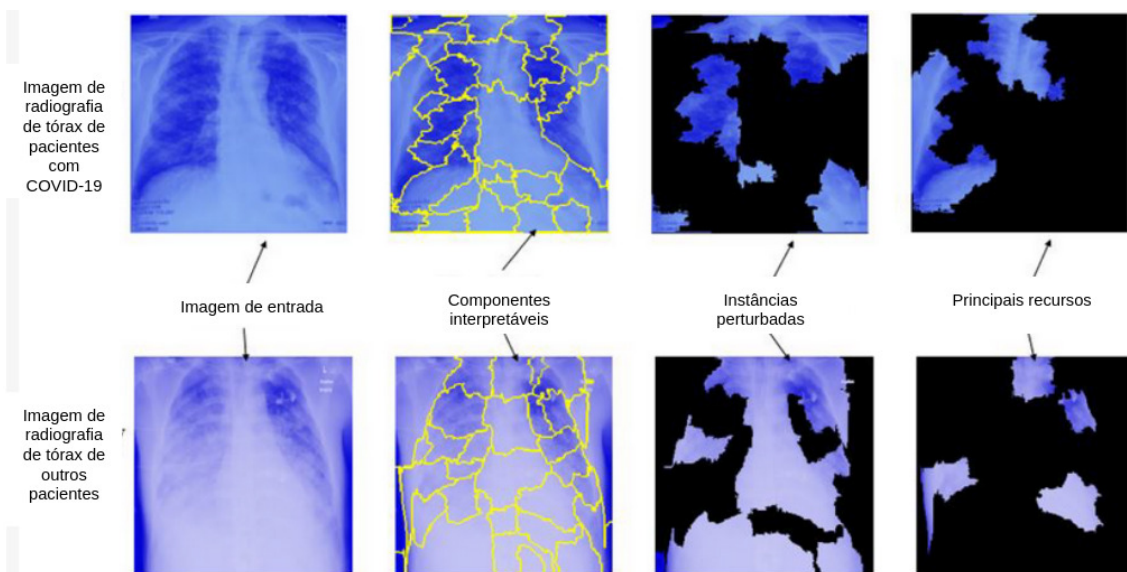 Imagem de
radiografia
de tórax de
pacientes
com
COVID-19
Imagem de entrada
Componentes
interpretáveis
Instâncias
perturbadas
Principais recursos
Imagem de
radiografia
de tórax de
outros
pacientes